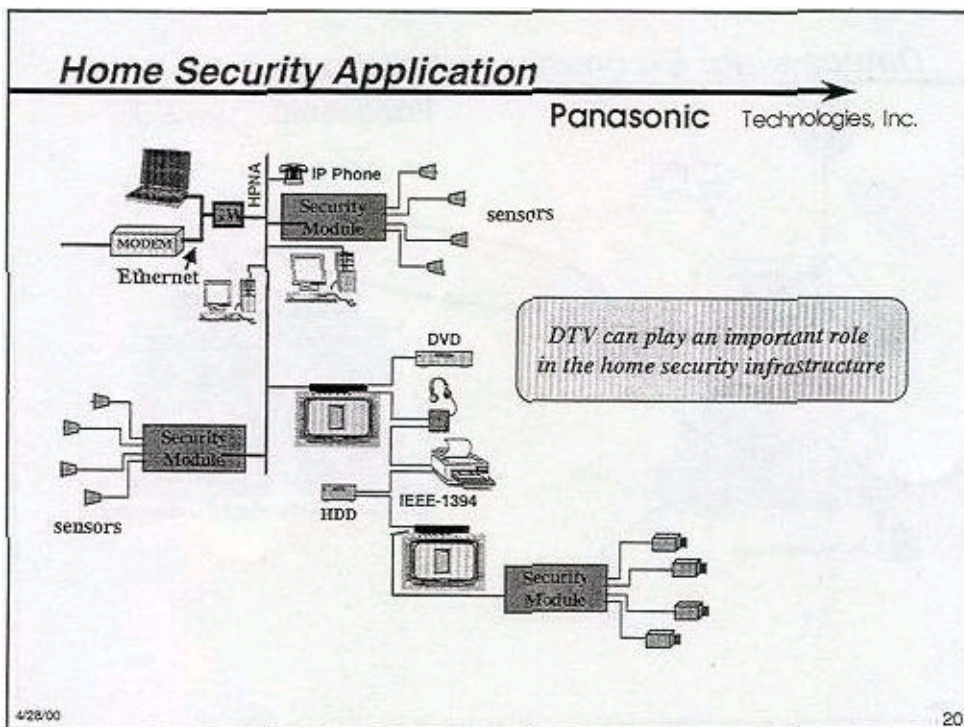 Home Security Application
Panasonic Technologies, Inc.
HPNA
IP Phone
Security
Module
sensors
MODEM
Ethernet
DTV can play an important role
in the home security infrastructure
DVD
Security
Module
sensors
HDD
IEEE-1394
Security
Module
4/28/00
20